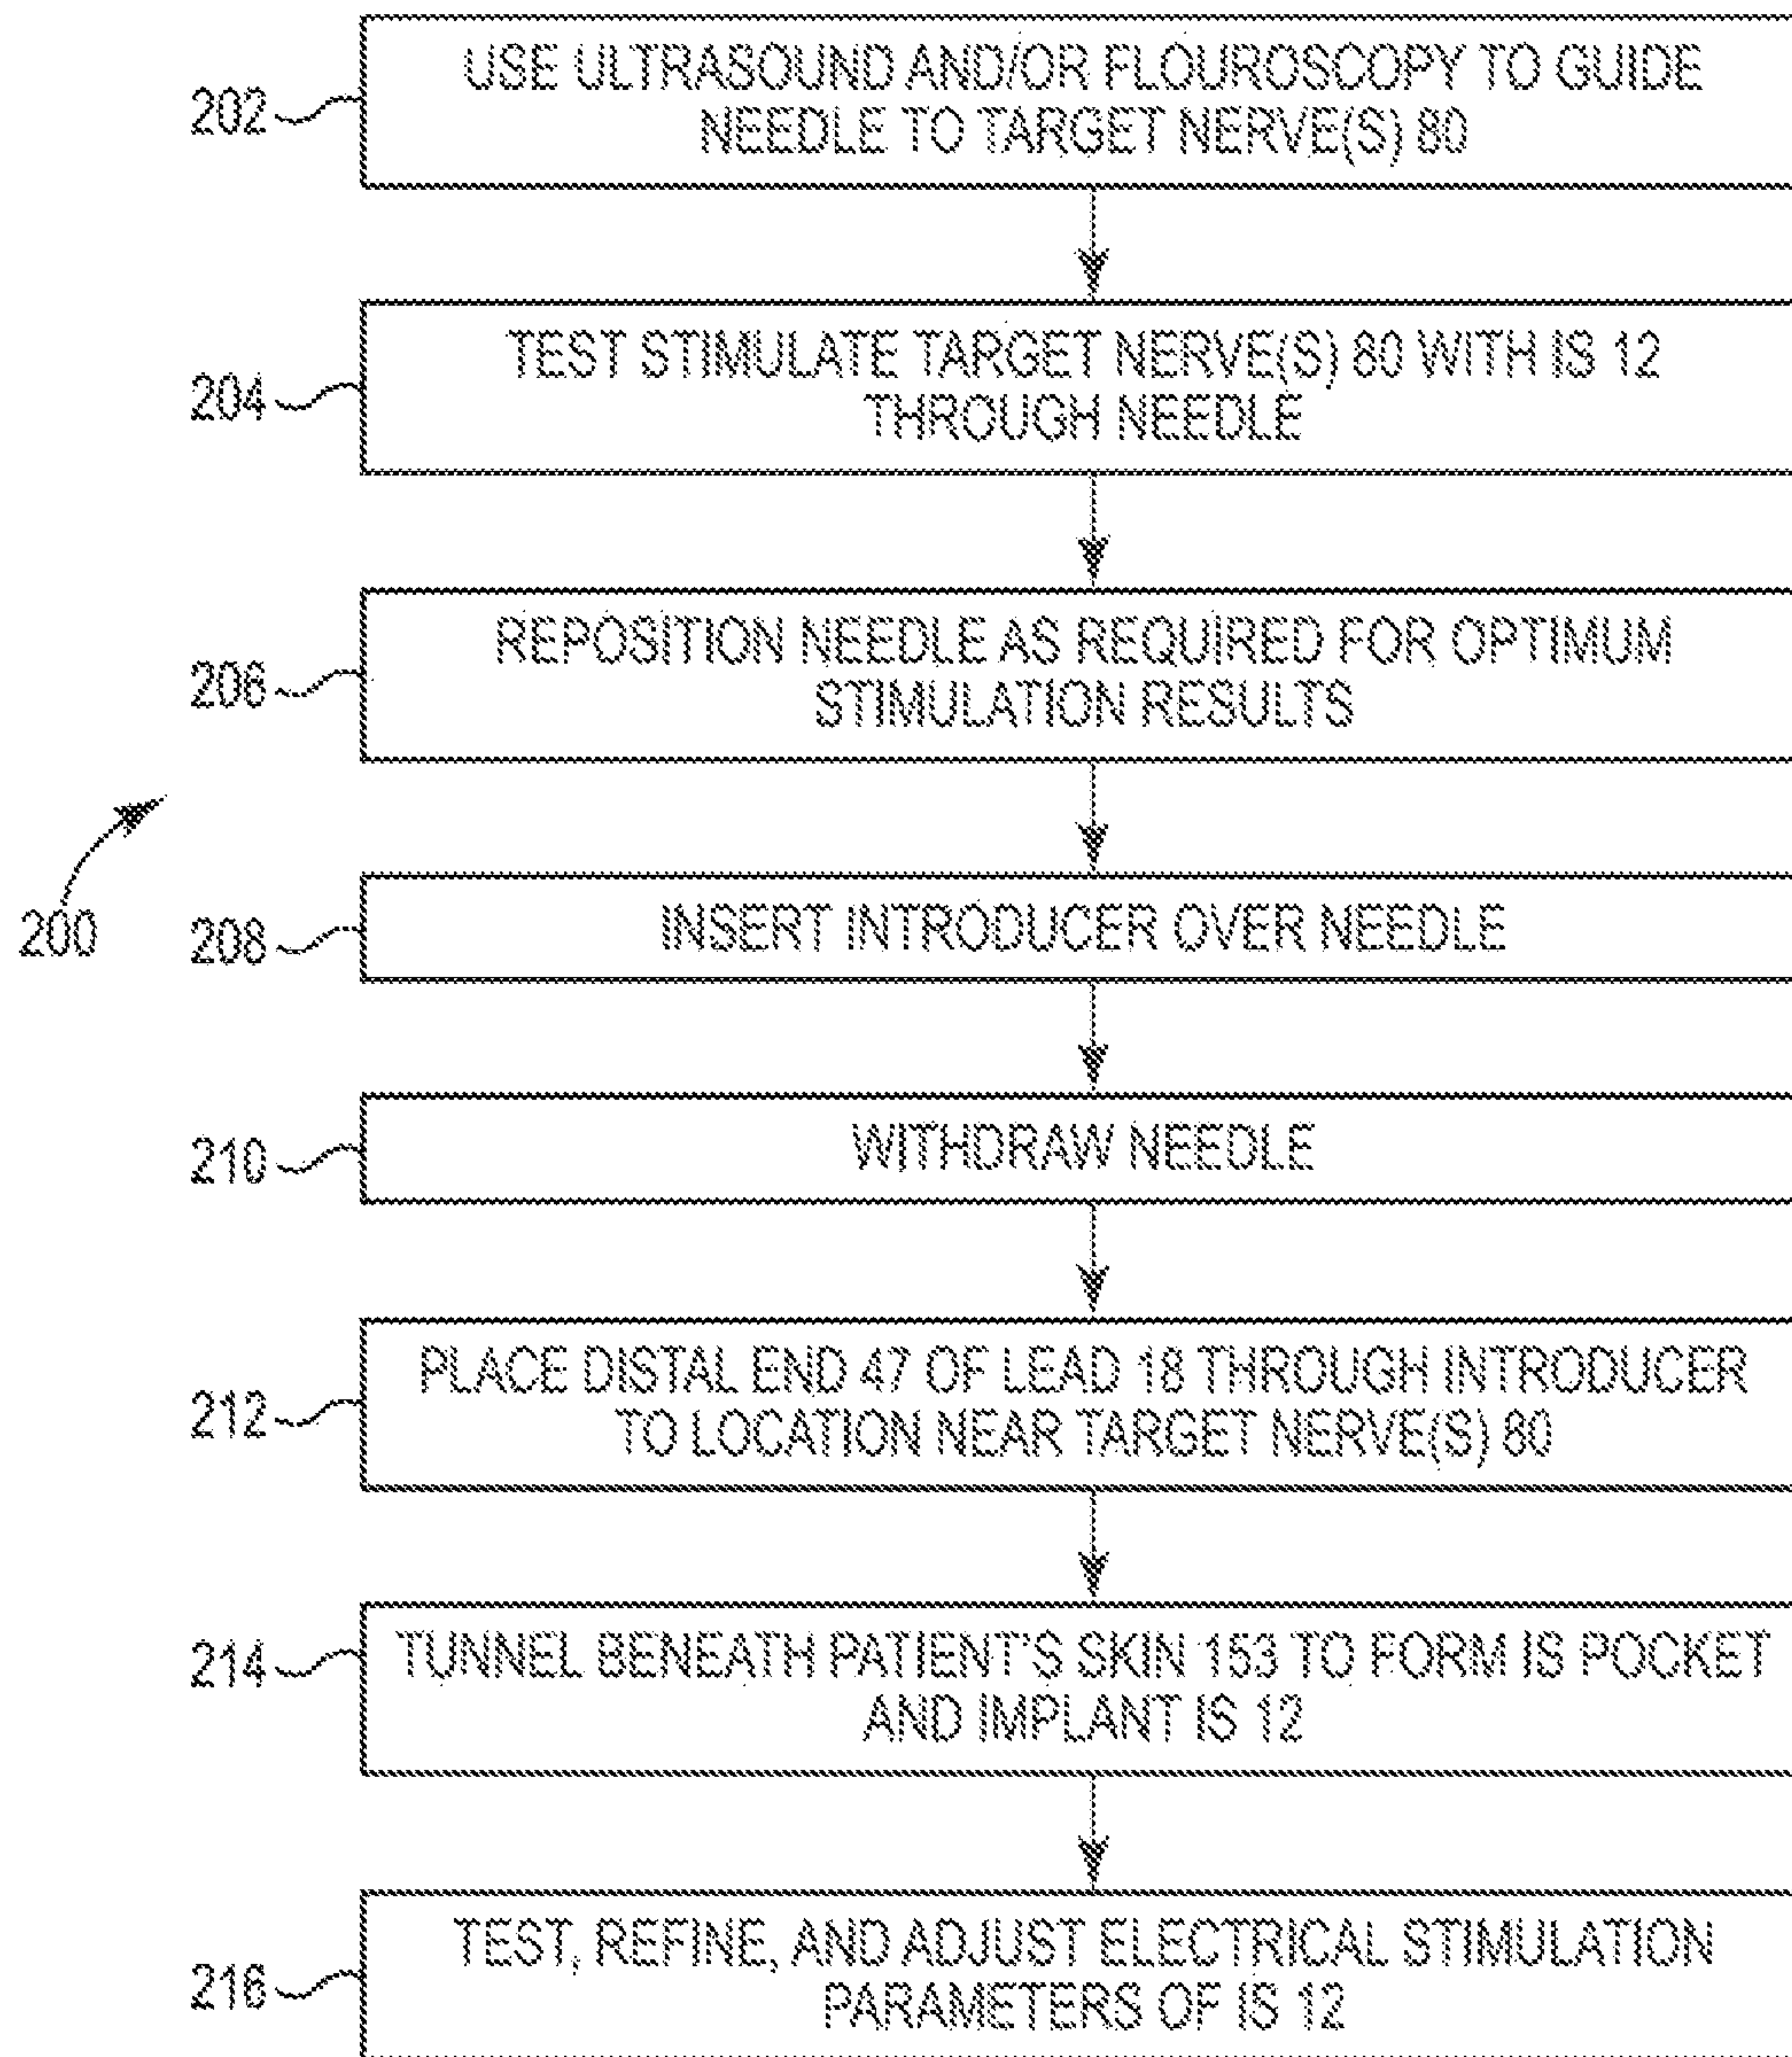 202
USE ULTRASOUND AND/OR FLOUROSCOPY TO GUIDE
NEEDLE TO TARGET NERVE(S) 80
204
TEST STIMULATE TARGET NERVE(S) 80 WITH IS 12
THROUGH NEEDLE
206
REPOSITION NEEDLE AS REQUIRED FOR OPTIMUM
STIMULATION RESULTS
200
208
INSERT INTRODUCER OVER NEEDLE
210
WITHDRAW NEEDLE
212
PLACE DISTAL END 47 OF LEAD 18 THROUGH INTRODUCER
TO LOCATION NEAR TARGET NERVE(S) 80
214
TUNNEL BENEATH PATIENT'S SKIN 153 TO FORM IS POCKET
AND IMPLANT IS 12
216
TEST, REFINE, AND ADJUST ELECTRICAL STIMULATION
PARAMETERS OF IS 12